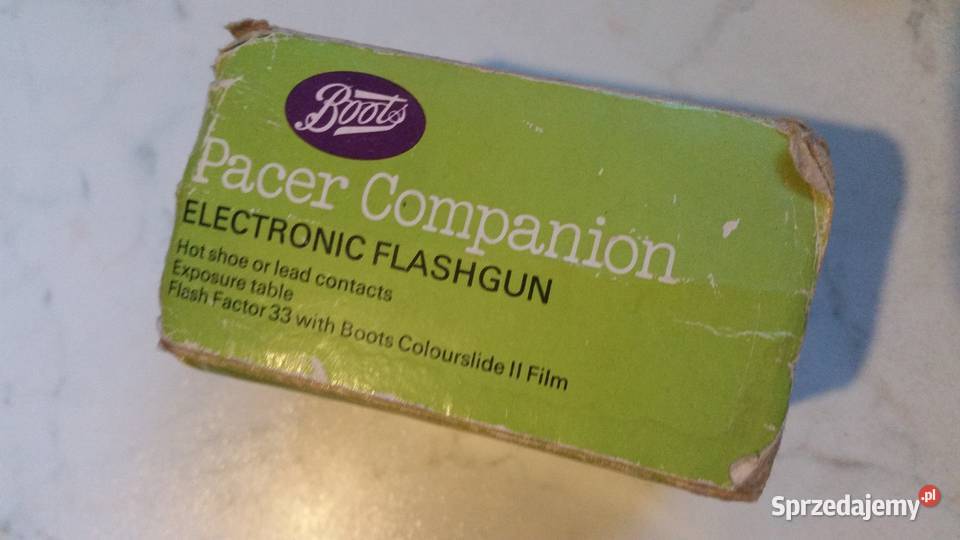 Boots
Pacer Companion
ELECTRONIC FLASHGUN
Hot shoe or lead contacts
Exposure table
Flash Factor 33 with Boots Colourslide II Film
Sprzedajemy.pl